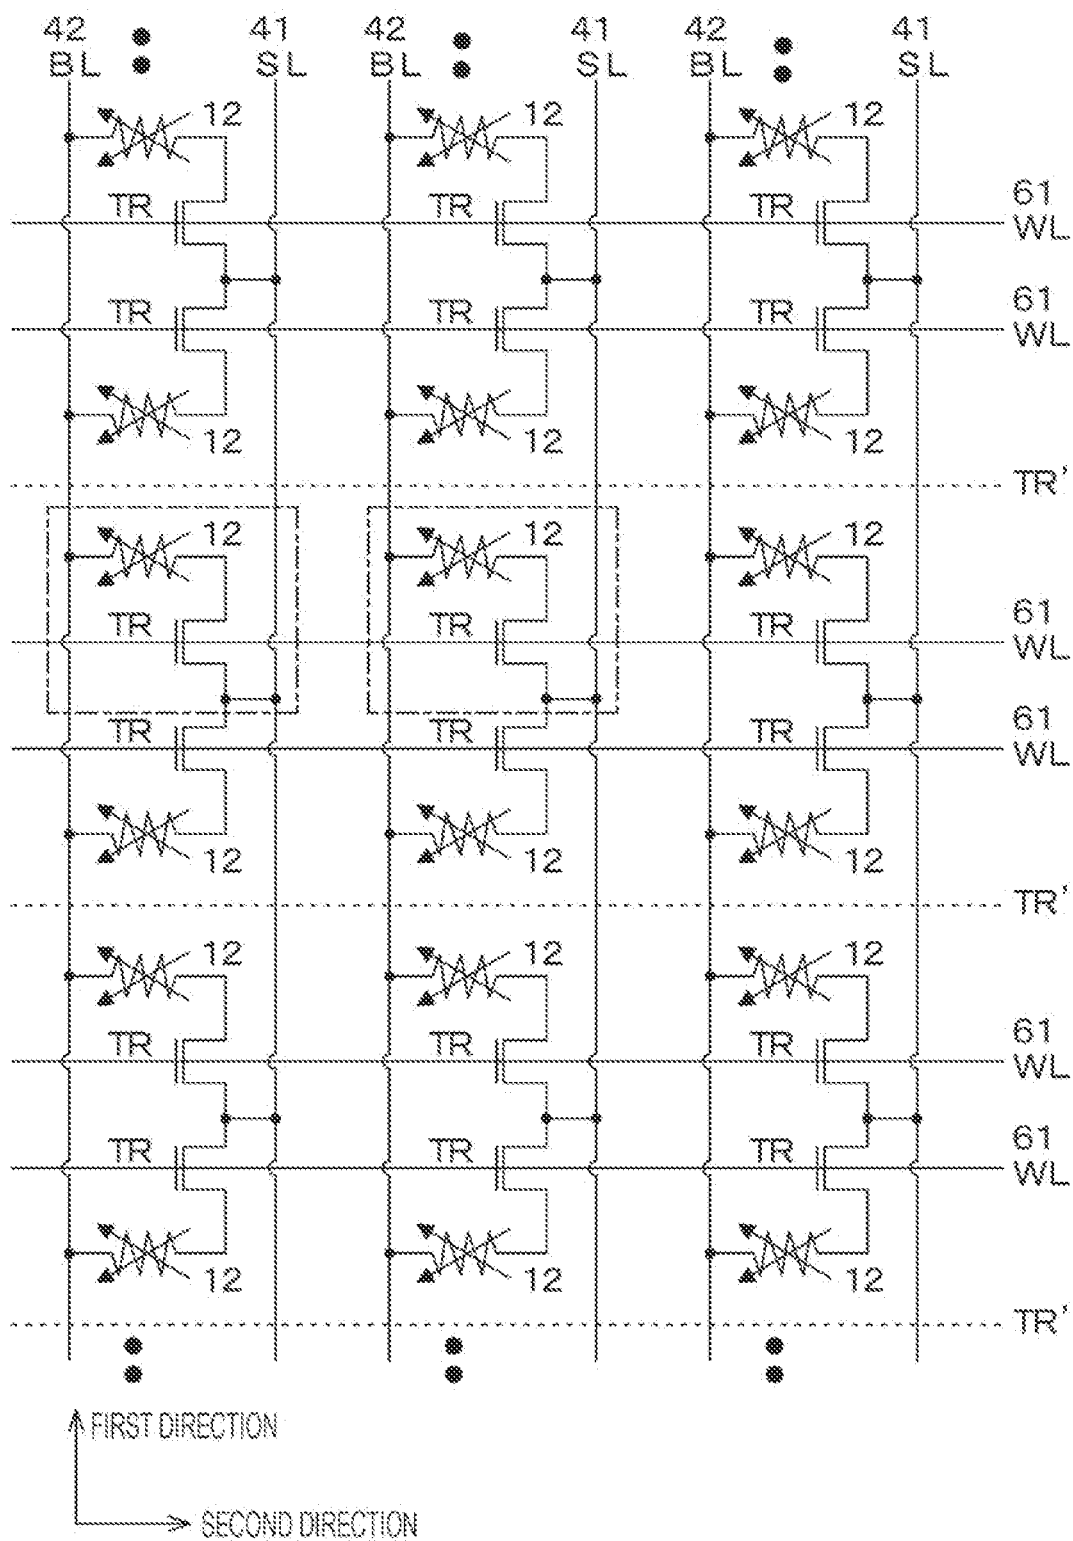 42 41 42 41 42 41
BL SL BL SL BL SL
12 12 12
TR TR TR 61
WL
TR TR TR 61
WL
12 12 12
TR'
12 12 12
TR TR TR 61
WL
TR TR TR 61
WL
12 12 12
TR'
12 12 12
TR TR TR 61
WL
TR TR TR 61
WL
12 12 12
TR'
FIRST DIRECTION
SECOND DIRECTION